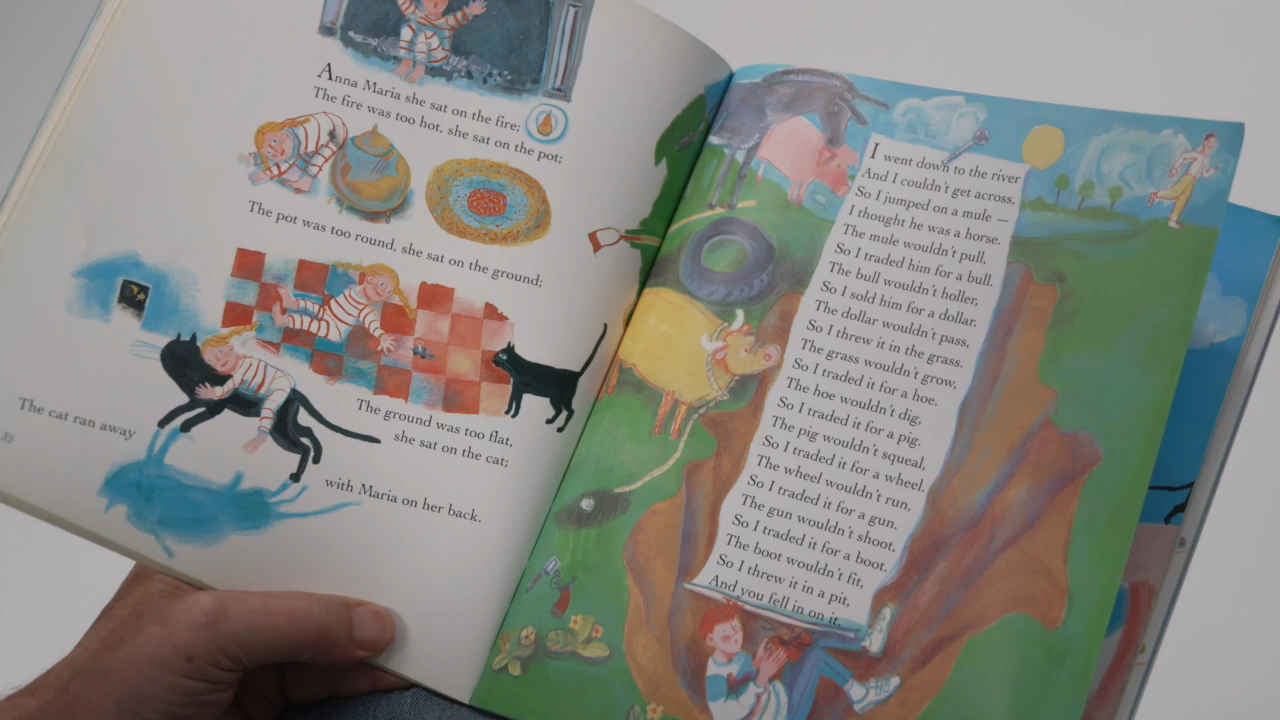 Anna Maria she sat on the fire;
The fire was too hot, she sat on the pot;
The pot was too round, she sat on the ground;
The ground was too flat,
she sat on the cat;
The cat ran away
with Maria on her back.
32
I went down to the river
And I couldn't get across,
So I jumped on a mule —
I thought he was a horse.
The mule wouldn't pull,
So I traded him for a bull.
The bull wouldn't holler,
So I sold him for a dollar.
The dollar wouldn't pass,
So I threw it in the grass.
The grass wouldn't grow,
So I traded it for a hoe.
The hoe wouldn't dig,
So I traded it for a pig.
The pig wouldn't squeal,
So I traded it for a wheel.
The wheel wouldn't run,
So I traded it for a gun.
The gun wouldn't shoot,
So I traded it for a boot.
The boot wouldn't fit,
So I threw it in a pit,
And you fell in on it.